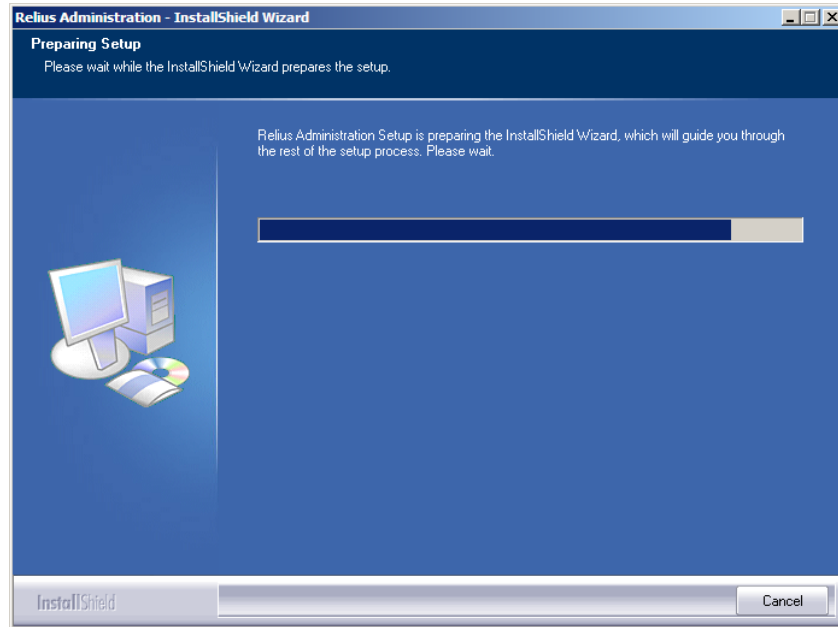 Relius Administration - InstallShield Wizard
Preparing Setup
Please wait while the InstallShield Wizard prepares the setup.
Relius Administration Setup is preparing the InstallShield Wizard, which will guide you through
the rest of the setup process. Please wait.
InstallShield
Cancel